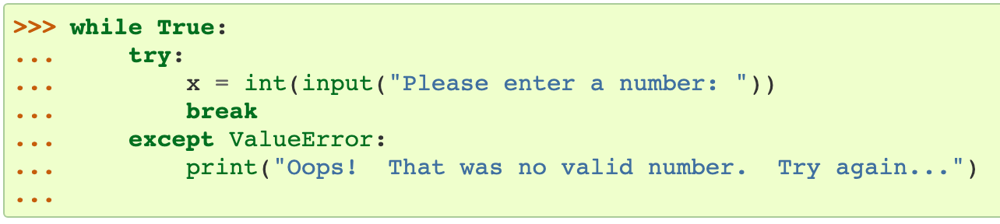 >>> while True:
...     try:
...         x = int(input("Please enter a number: "))
...         break
...     except ValueError:
...         print("Oops!  That was no valid number.  Try again...")
...